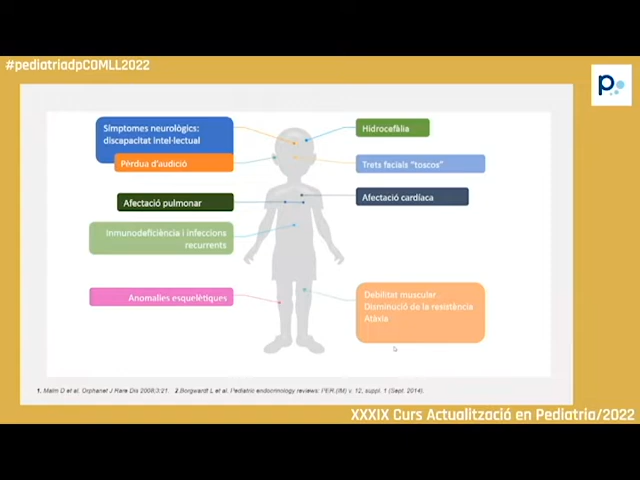 #pediatriadpCOMLL2022
p.
Símptomes neurològics:
discapacitat intel·lectual
Hidrocefàlia
Pèrdua d'audició
Trets facials "toscos"
Afectació pulmonar
Afectació cardíaca
Inmunodeficiència i infeccions
recurrents
Anomalies esquelètiques
Debilitat muscular
Disminució de la resistència
Atàxia
1. Malm D et al. Orphanet J Rare Dis 2008;3:21. 2.Borgwardt L et al. Pediatric endocrinology reviews: PER.(IM) v. 12, suppl. 1 (Sept. 2014).
XXXIX Curs Actualització en Pediatria/2022